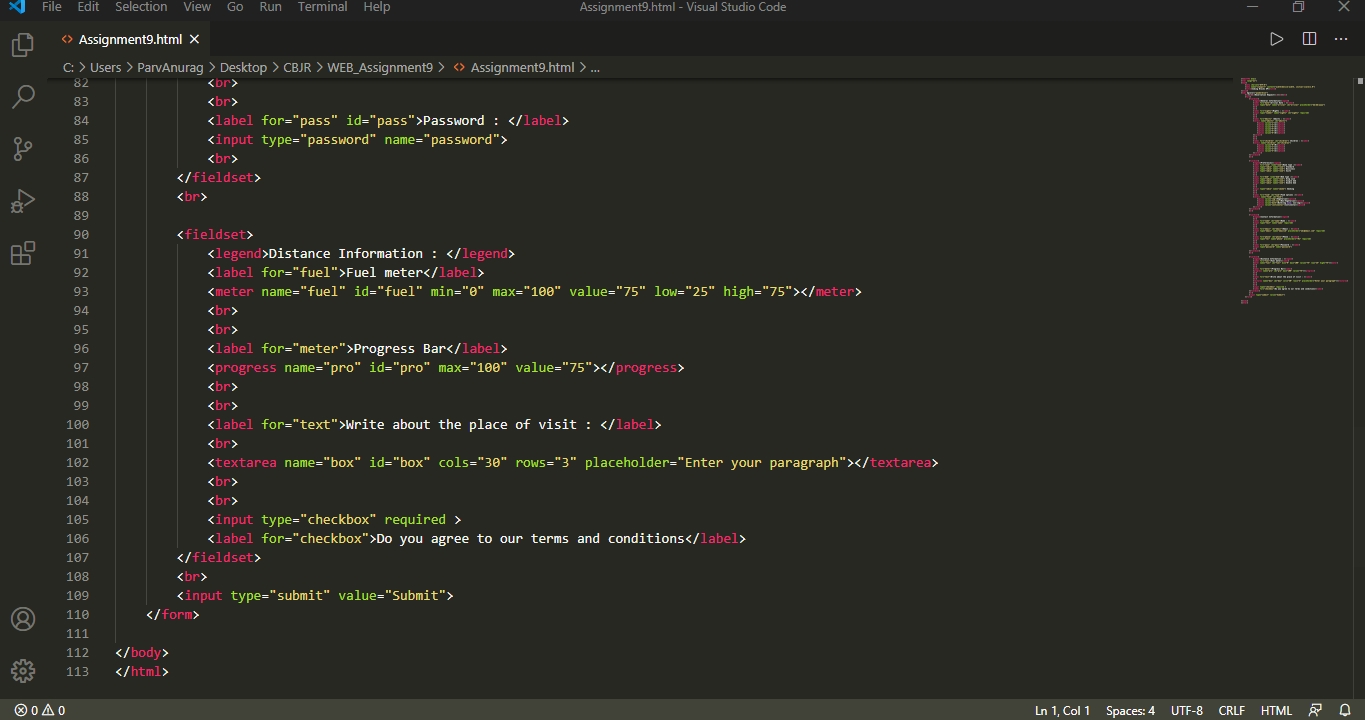 File Edit Selection View Go Run Terminal Help Assignment9.html - Visual Studio Code
<> Assignment9.html ×
C: > Users > ParvAnurag > Desktop > CBJR > WEB_Assignment9 > <> Assignment9.html > ...
82 <br>
83 <br>
84 <label for="pass" id="pass">Password : </label>
85 <input type="password" name="password">
86 <br>
87 </fieldset>
88 <br>
89
90 <fieldset>
91 <legend>Distance Information : </legend>
92 <label for="fuel">Fuel meter</label>
93 <meter name="fuel" id="fuel" min="0" max="100" value="75" low="25" high="75"></meter>
94 <br>
95 <br>
96 <label for="meter">Progress Bar</label>
97 <progress name="pro" id="pro" max="100" value="75"></progress>
98 <br>
99 <br>
100 <label for="text">Write about the place of visit : </label>
101 <br>
102 <textarea name="box" id="box" cols="30" rows="3" placeholder="Enter your paragraph"></textarea>
103 <br>
104 <br>
105 <input type="checkbox" required >
106 <label for="checkbox">Do you agree to our terms and conditions</label>
107 </fieldset>
108 <br>
109 <input type="submit" value="Submit">
110 </form>
111
112 </body>
113 </html>
0 0 Ln 1, Col 1 Spaces: 4 UTF-8 CRLF HTML